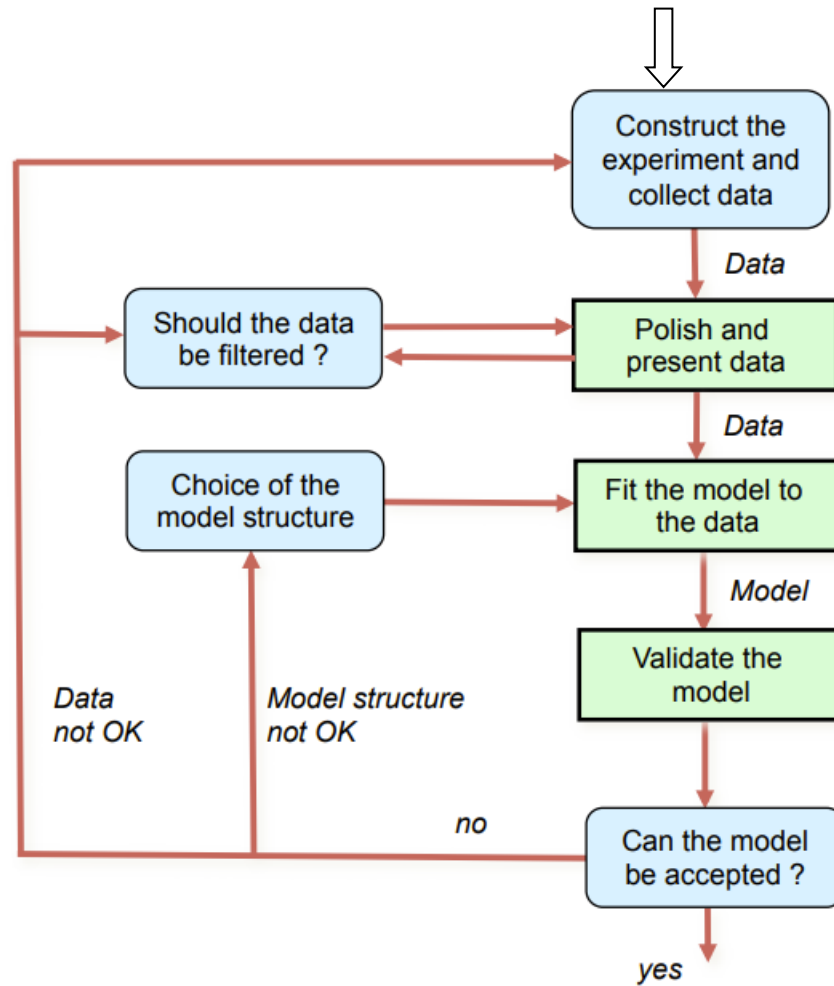 Construct the
experiment and
collect data
Data
Should the data
be filtered ?
Polish and
present data
Data
Choice of the
model structure
Fit the model to
the data
Model
Validate the
model
Data
not OK
Model structure
not OK
no
Can the model
be accepted ?
yes